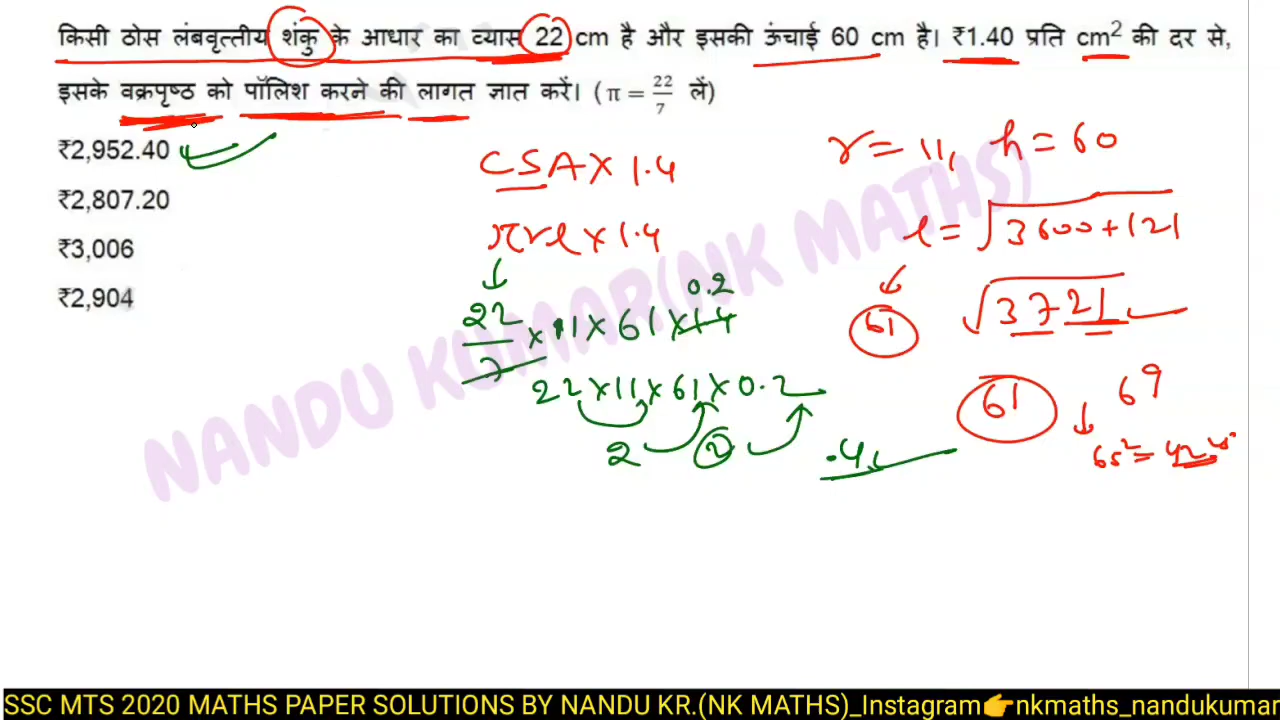 किसी ठोस लंबवृत्तीय शंकु के आधार का व्यास 22 cm है और इसकी ऊंचाई 60 cm है। ₹1.40 प्रति cm² की दर से,
इसके वक्रपृष्ठ को पॉलिश करने की लागत ज्ञात करें। (π = 22/7 लें)
₹2,952.40
₹2,807.20
₹3,006
₹2,904
CSA × 1.4
πrl × 1.4
22/7 × 11 × 61 × 1.4
0.2
22 × 11 × 61 × 0.2
2 2 .4
r = 11, h = 60
l = √3600+121
√3721
61
61 69
65² = 42
NANDU KUMAR(NK MATHS)
SSC MTS 2020 MATHS PAPER SOLUTIONS BY NANDU KR.(NK MATHS)_Instagram👉nkmaths_nandukumar